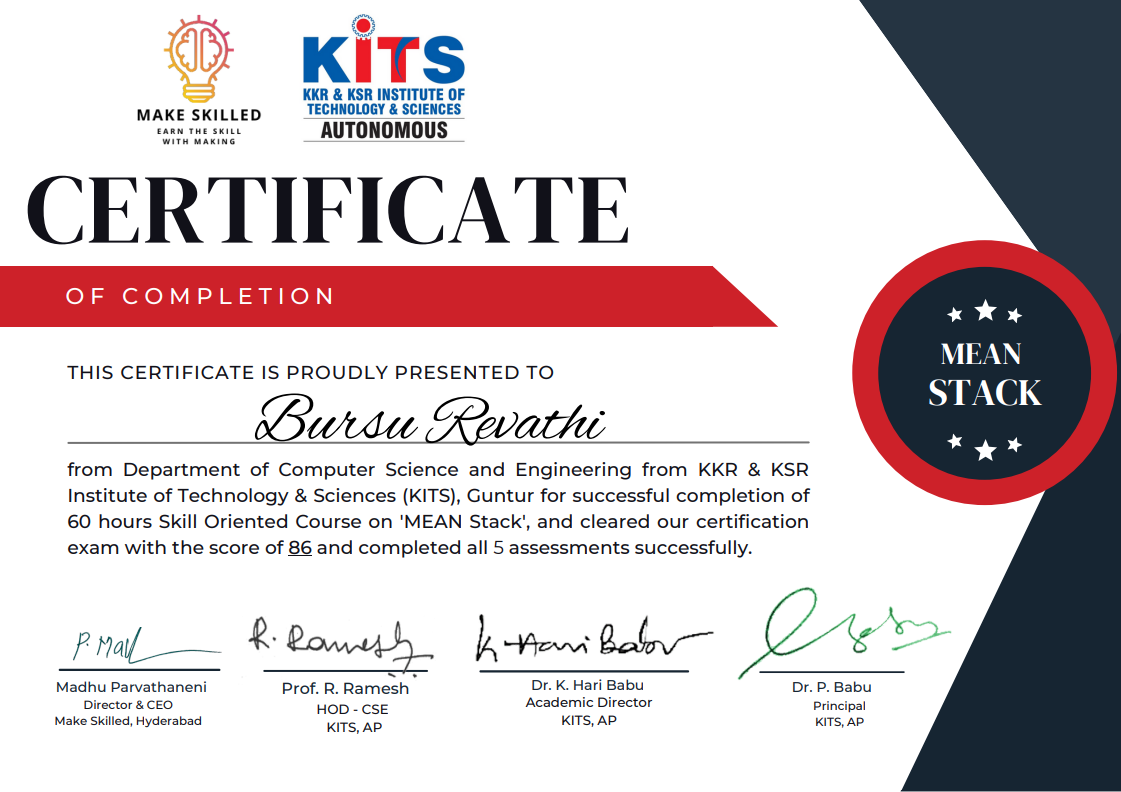 MAKE SKILLED
EARN THE SKILL
WITH MAKING
KITS
KKR & KSR INSTITUTE OF
TECHNOLOGY & SCIENCES
AUTONOMOUS
CERTIFICATE
OF COMPLETION
MEAN
STACK
THIS CERTIFICATE IS PROUDLY PRESENTED TO
Bursu Revathi
from Department of Computer Science and Engineering from KKR & KSR
Institute of Technology & Sciences (KITS), Guntur for successful completion of
60 hours Skill Oriented Course on 'MEAN Stack', and cleared our certification
exam with the score of 86 and completed all 5 assessments successfully.
R. Ramesh
K Hari Babu
Madhu Parvathaneni
Director & CEO
Make Skilled, Hyderabad
Prof. R. Ramesh
HOD - CSE
KITS, AP
Dr. K. Hari Babu
Academic Director
KITS, AP
Dr. P. Babu
Principal
KITS, AP